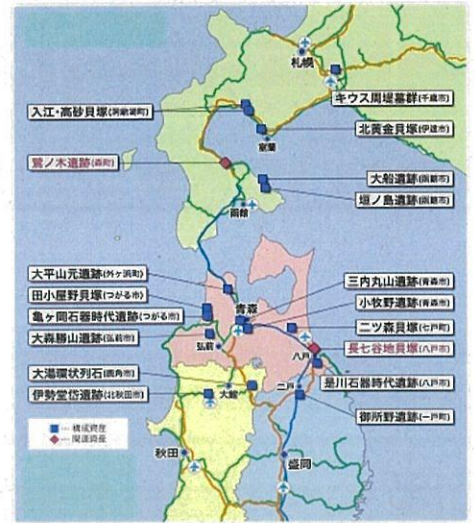 札幌
キウス周堤墓群(千歳市)
入江・高砂貝塚(洞爺湖町)
北黄金貝塚(伊達市)
室蘭
鷲ノ木遺跡(森町)
大船遺跡(函館市)
垣ノ島遺跡(函館市)
函館
大平山元遺跡(外ヶ浜町)
三内丸山遺跡(青森市)
田小屋野貝塚(つがる市)
青森
小牧野遺跡(青森市)
亀ヶ岡石器時代遺跡(つがる市)
二ツ森貝塚(七戸町)
大森勝山遺跡(弘前市)
弘前
八戸
長七谷地貝塚(八戸市)
大湯環状列石(鹿角市)
大館
二戸
是川石器時代遺跡(八戸市)
伊勢堂岱遺跡(北秋田市)
御所野遺跡(一戸町)
■…構成資産
◆…関連資産
秋田
盛岡